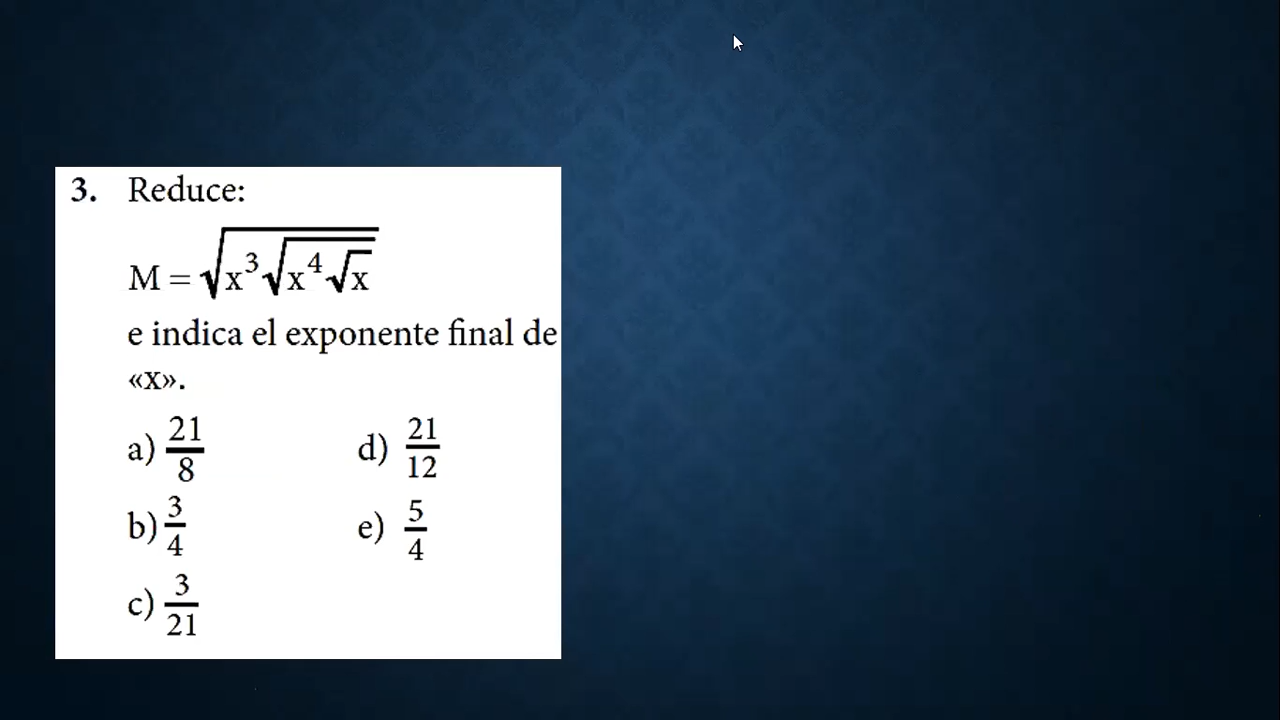 3. Reduce:
M = √(x³√(x⁴√x))
e indica el exponente final de
«x».
a) 21/8 d) 21/12
b) 3/4 e) 5/4
c) 3/21